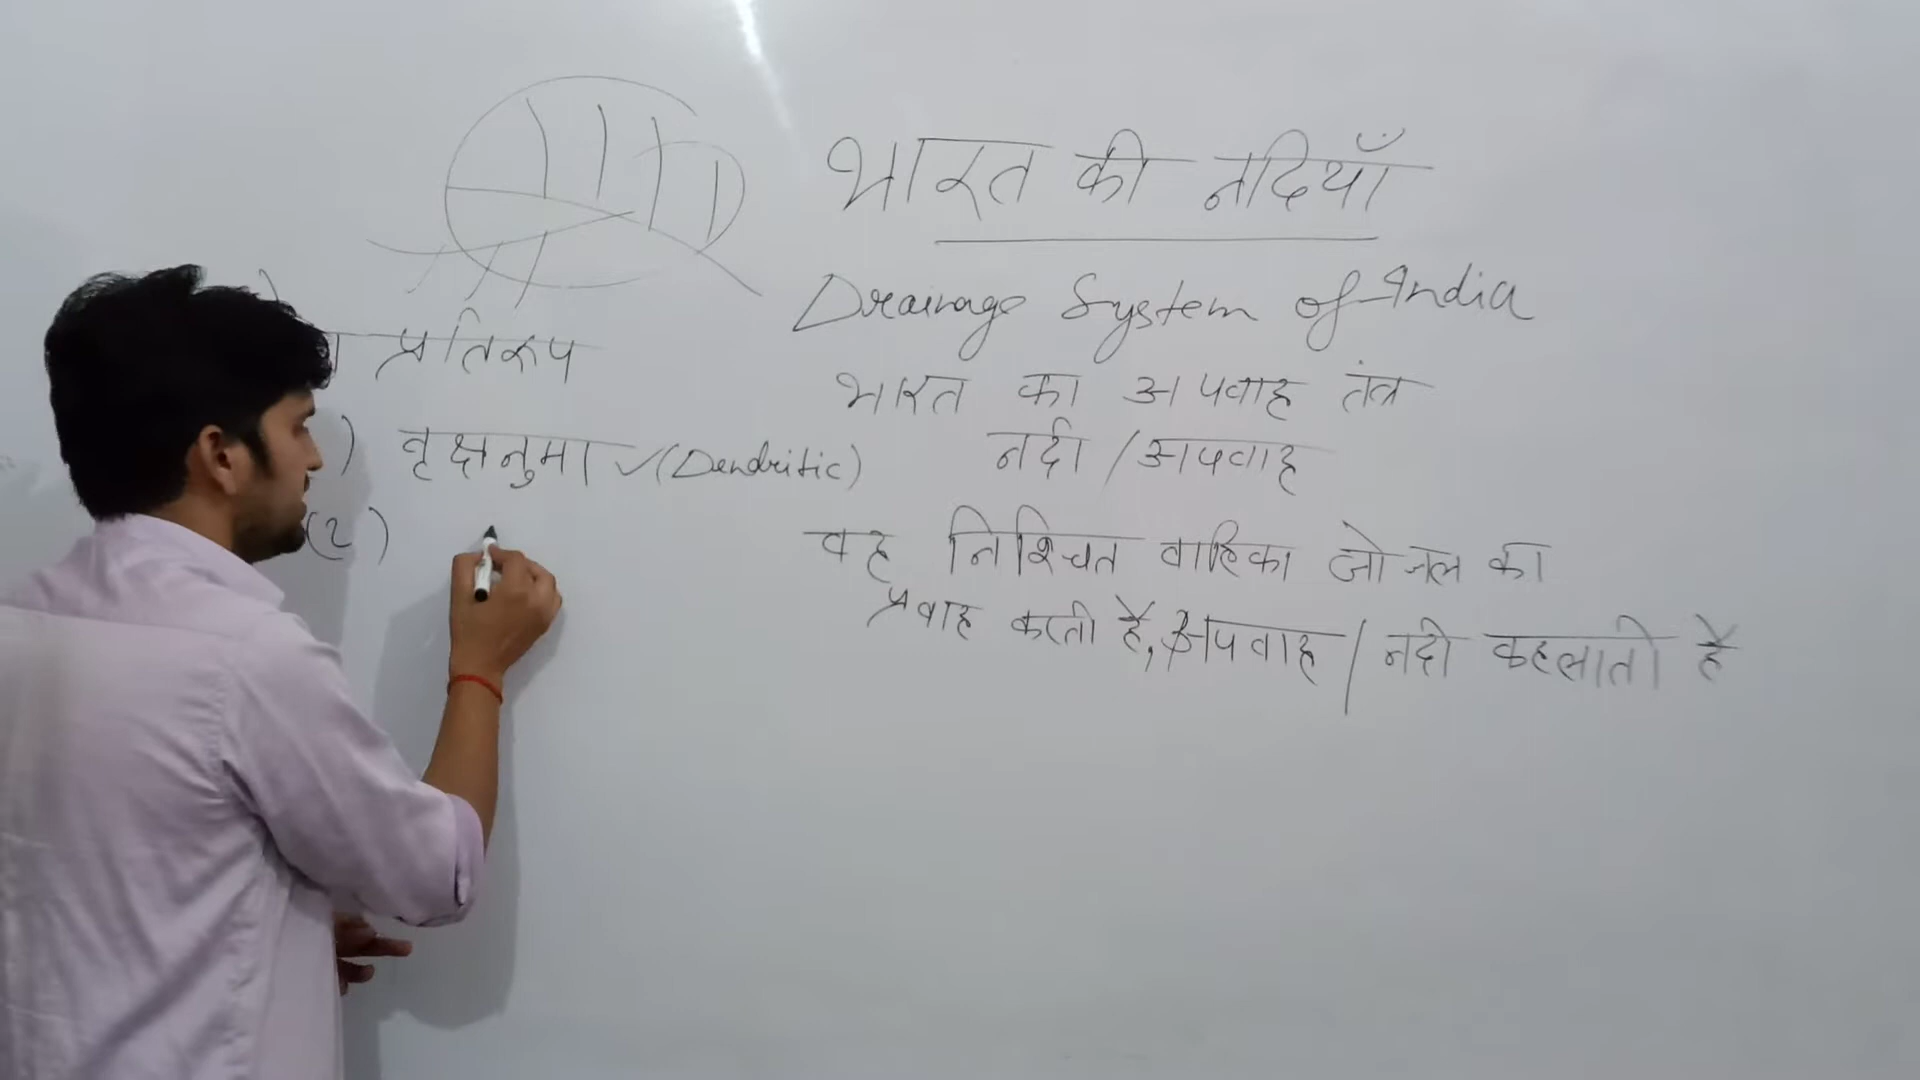 भारत की नदियाँ
Drainage System of India
भारत का अपवाह तंत्र
नदी / अपवाह
वह निश्चित वाहिका जो जल का
प्रवाह करती है, अपवाह / नदी कहलाती है
प्रतिरूप
) वृक्षनुमा ✓ (Dendritic)
(2)